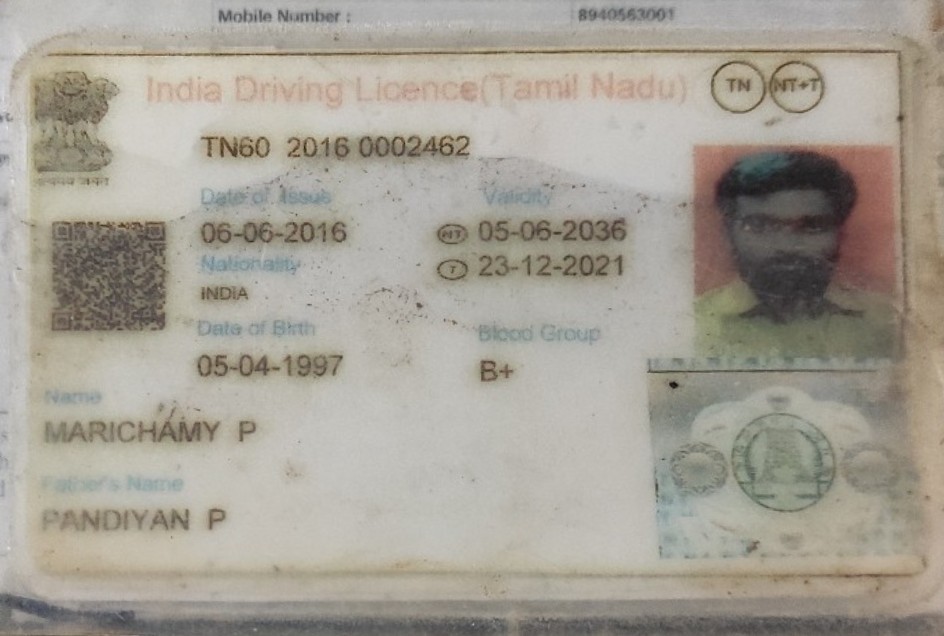 Mobile Number : 8940563001
India Driving Licence(Tamil Nadu) TN NT+T
TN60 2016 0002462
Date of Issue Validity
06-06-2016 NT 05-06-2036
Nationality T 23-12-2021
INDIA
Date of Birth Blood Group
05-04-1997 B+
Name
MARICHAMY P
Father's Name
PANDIYAN P